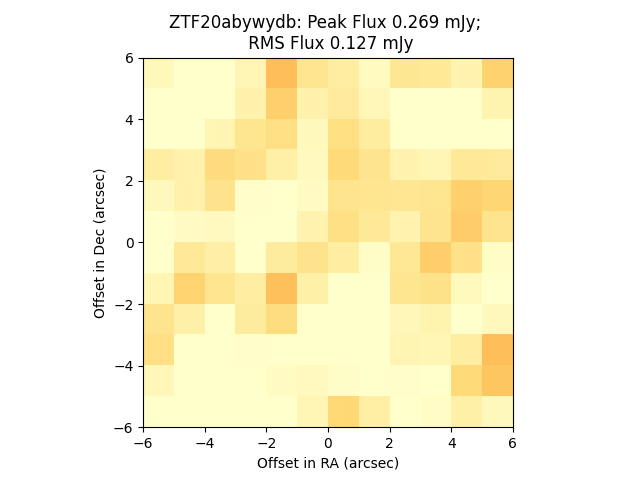 ZTF20abywydb: Peak Flux 0.269 mJy;
RMS Flux 0.127 mJy
6
4
2
0
−2
−4
−6
Offset in Dec (arcsec)
−6 −4 −2 0 2 4 6
Offset in RA (arcsec)